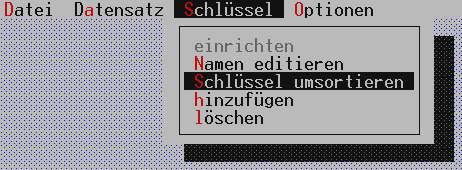 Datei Datensatz Schlüssel Optionen
einrichten
Namen editieren
Schlüssel umsortieren
hinzufügen
löschen